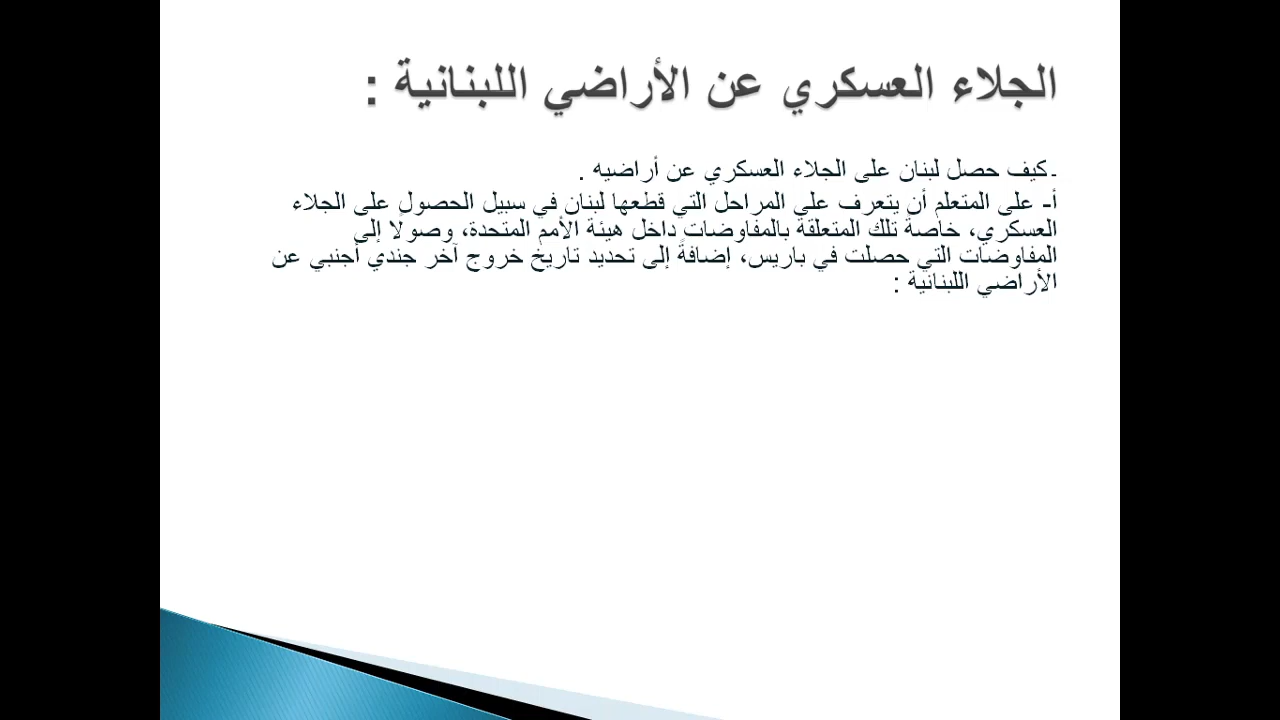 الجلاء العسكري عن الأراضي اللبنانية :
-كيف حصل لبنان على الجلاء العسكري عن أراضيه .
أ- على المتعلم أن يتعرف على المراحل التي قطعها لبنان في سبيل الحصول على الجلاء
العسكري، خاصة تلك المتعلقة بالمفاوضات داخل هيئة الأمم المتحدة، وصولًا إلى
المفاوضات التي حصلت في باريس، إضافةً إلى تحديد تاريخ خروج آخر جندي أجنبي عن
الأراضي اللبنانية :